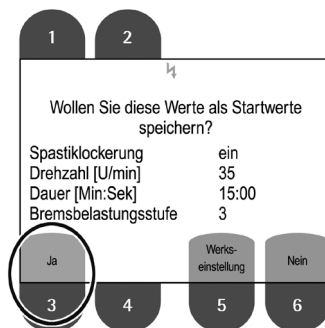 1 2
Wollen Sie diese Werte als Startwerte
speichern?
Spastiklockerung ein
Drehzahl [U/min] 35
Dauer [Min:Sek] 15:00
Bremsbelastungsstufe 3
Ja Werks-
einstellung Nein
3 4 5 6